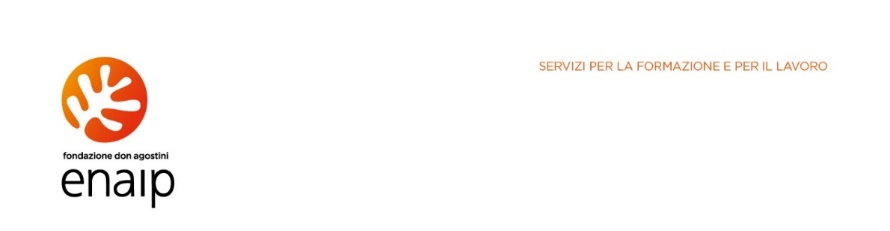 SERVIZI PER LA FORMAZIONE E PER IL LAVORO
fondazione don agostini
enaip